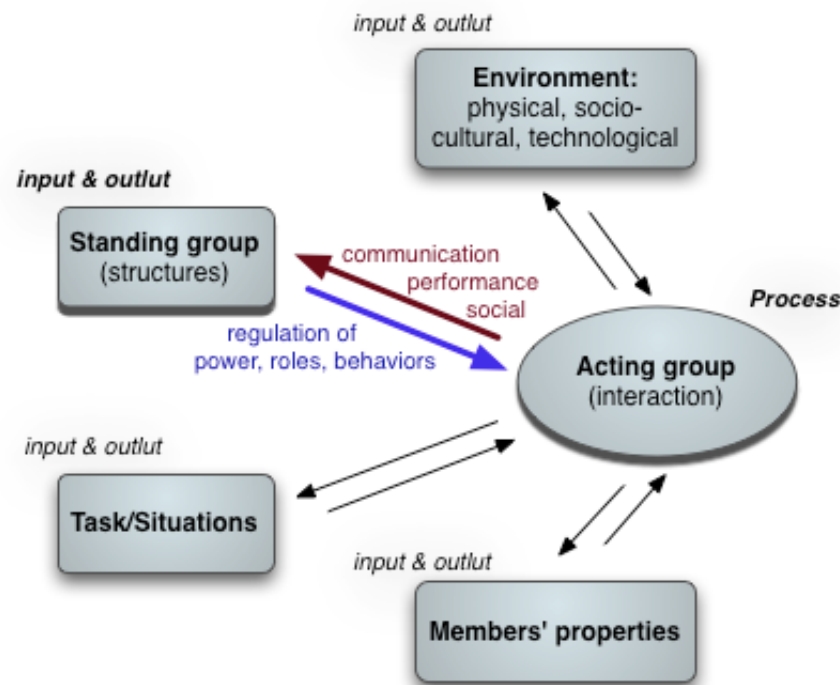 input & outlut
Environment:
physical, socio-
cultural, technological
input & outlut
Standing group
(structures)
communication
performance
social
regulation of
power, roles, behaviors
Process
Acting group
(interaction)
input & outlut
Task/Situations
input & outlut
Members' properties